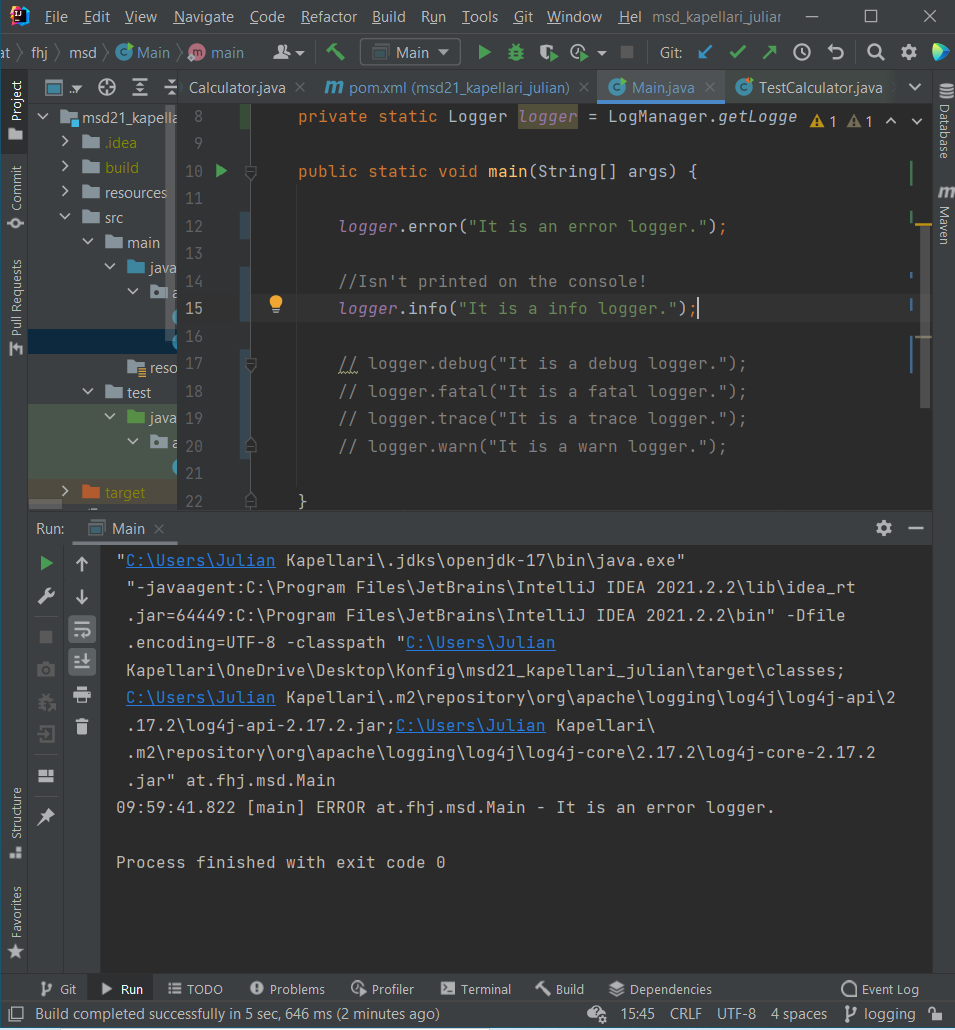 File Edit View Navigate Code Refactor Build Run Tools Git Window Hel msd_kapellari_julian
at fhj msd Main main Main Git:
Project
Calculator.java pom.xml (msd21_kapellari_julian) Main.java TestCalculator.java
msd21_kapella
.idea
build
resources
src
main
java
a
reso
test
java
a
target
8 private static Logger logger = LogManager.getLogge 1 1
9
10 public static void main(String[] args) {
11
12 logger.error("It is an error logger.");
13
14 //Isn't printed on the console!
15 logger.info("It is a info logger.");
16
17 // logger.debug("It is a debug logger.");
18 // logger.fatal("It is a fatal logger.");
19 // logger.trace("It is a trace logger.");
20 // logger.warn("It is a warn logger.");
21
22 }
Commit
Pull Requests
Structure
Favorites
Database
Maven
Run: Main
"C:\Users\Julian Kapellari\.jdks\openjdk-17\bin\java.exe"
"-javaagent:C:\Program Files\JetBrains\IntelliJ IDEA 2021.2.2\lib\idea_rt
.jar=64449:C:\Program Files\JetBrains\IntelliJ IDEA 2021.2.2\bin" -Dfile
.encoding=UTF-8 -classpath "C:\Users\Julian
Kapellari\OneDrive\Desktop\Konfig\msd21_kapellari_julian\target\classes;
C:\Users\Julian Kapellari\.m2\repository\org\apache\logging\log4j\log4j-api\2
.17.2\log4j-api-2.17.2.jar;C:\Users\Julian Kapellari\
.m2\repository\org\apache\logging\log4j\log4j-core\2.17.2\log4j-core-2.17.2
.jar" at.fhj.msd.Main
09:59:41.822 [main] ERROR at.fhj.msd.Main - It is an error logger.
Process finished with exit code 0
Git Run TODO Problems Profiler Terminal Build Dependencies Event Log
Build completed successfully in 5 sec, 646 ms (2 minutes ago) 15:45 CRLF UTF-8 4 spaces logging